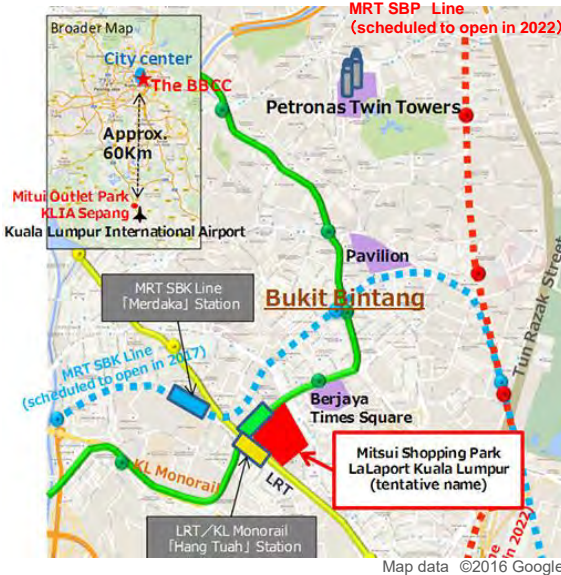 MRT SBP Line
(scheduled to open in 2022)
Broader Map
City center
The BBCC
Approx.
60Km
Mitui Outlet Park
KLIA Sepang
Kuala Lumpur International Airport
Petronas Twin Towers
Pavilion
Tun Razak Street
MRT SBK Line
「Merdaka」 Station
Bukit Bintang
MRT SBK Line
(scheduled to open in 2017)
Berjaya
Times Square
Mitsui Shopping Park
LaLaport Kuala Lumpur
(tentative name)
KL Monorail
LRT
LRT／KL Monorail
「Hang Tuah」 Station
in 2022)
Map data ©2016 Google